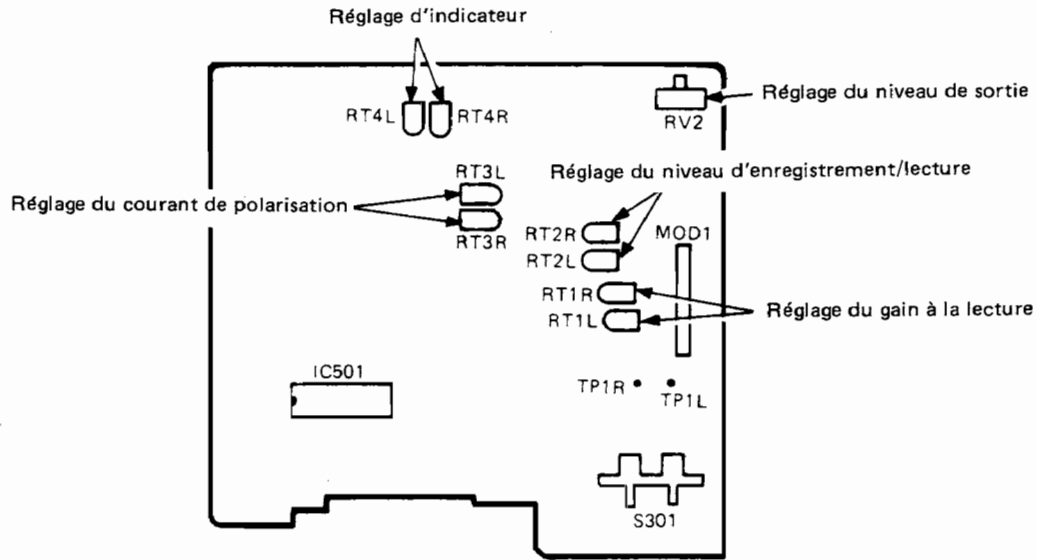 Réglage d'indicateur
RT4L
RT4R
RV2
Réglage du niveau de sortie
RT3L
Réglage du niveau d'enregistrement/lecture
Réglage du courant de polarisation
RT3R
RT2R
MOD1
RT2L
RT1R
RT1L
Réglage du gain à la lecture
IC501
TP1R
TP1L
S301